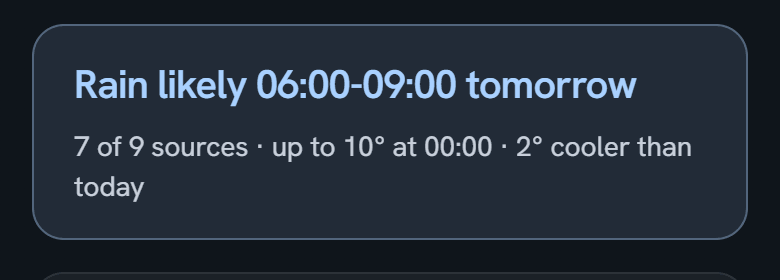 Rain likely 06:00-09:00 tomorrow
7 of 9 sources · up to 10° at 00:00 · 2° cooler than
today